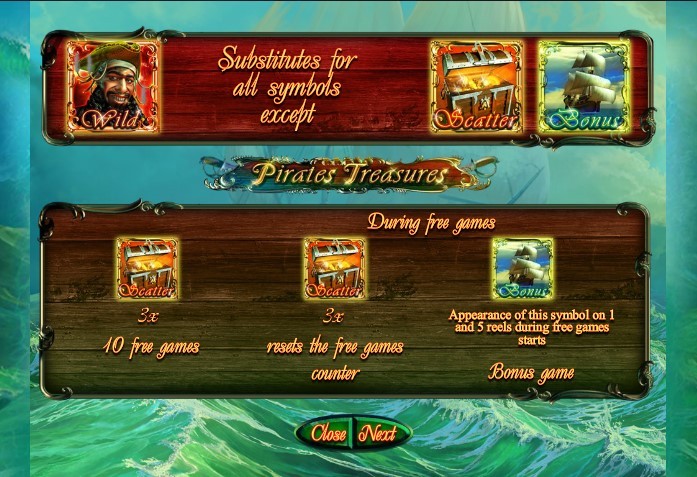 Wild
Substitutes for
all symbols
except
Scatter
Bonus
Pirates Treasures
During free games
Scatter
3x
10 free games
Scatter
3x
resets the free games
counter
Bonus
Appearance of this symbol on 1
and 5 reels during free games
starts
Bonus game
Close Next